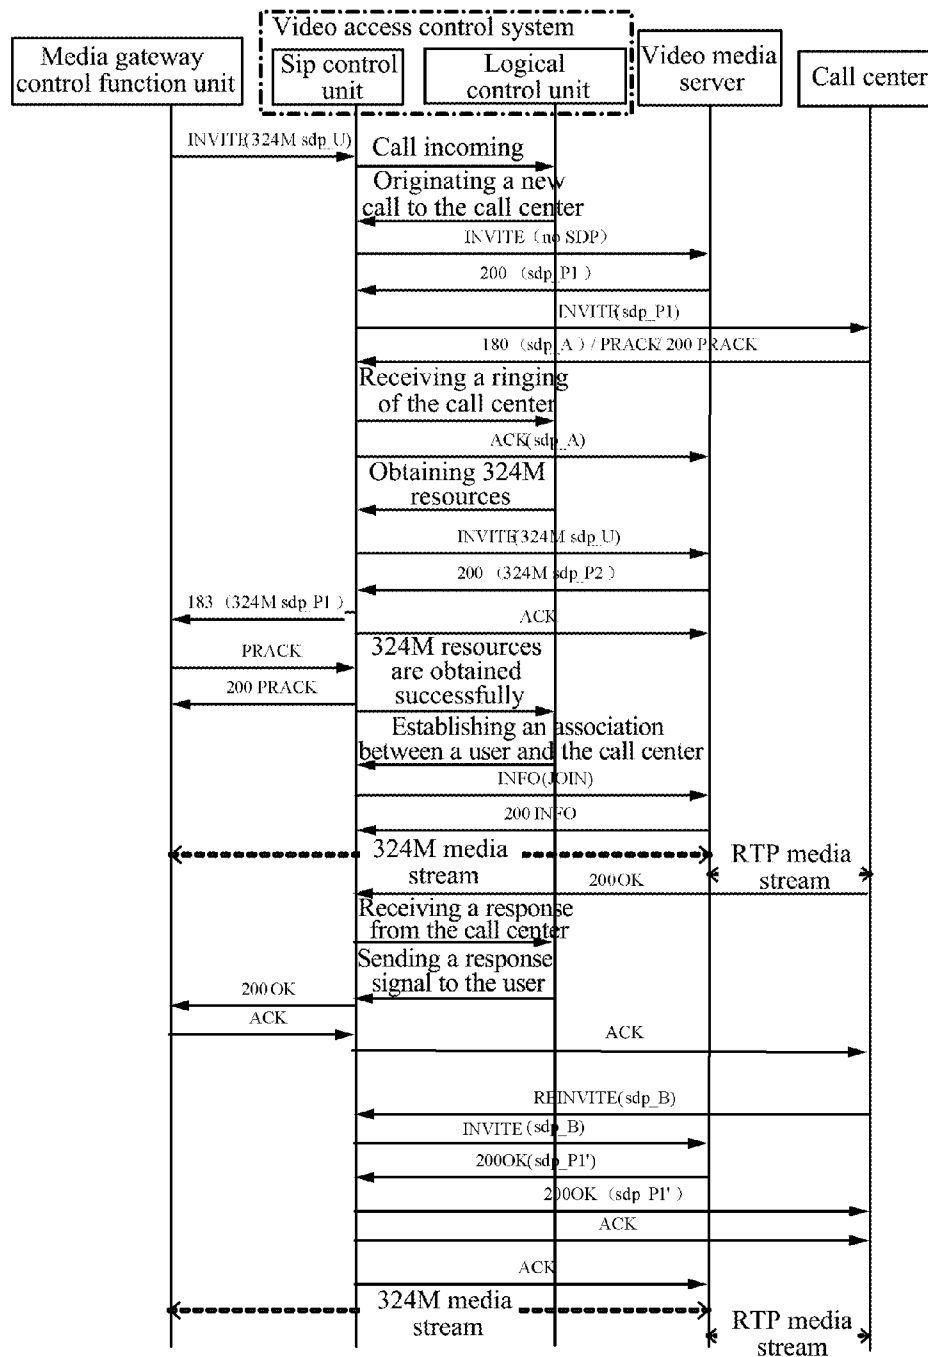 Video access control system
Media gateway
control function unit
Sip control
unit
Logical
control unit
Video media
server
Call center
INVITE(324M sdp_U)
Call incoming
Originating a new
call to the call center
INVITE (no SDP)
200 (sdp_P1)
INVITE(sdp_P1)
180 (sdp_A) / PRACK/ 200 PRACK
Receiving a ringing
of the call center
ACK(sdp_A)
Obtaining 324M
resources
INVITE(324M sdp_U)
200 (324M sdp_P2)
183 (324M sdp_P1)
ACK
PRACK
324M resources
are obtained
successfully
200 PRACK
Establishing an association
between a user and the call center
INFO(JOIN)
200 INFO
324M media
stream
RTP media
stream
200OK
Receiving a response
from the call center
Sending a response
signal to the user
200OK
ACK
ACK
REINVITE(sdp_B)
INVITE (sdp_B)
200OK(sdp_P1')
200OK (sdp_P1')
ACK
ACK
324M media
stream
RTP media
stream